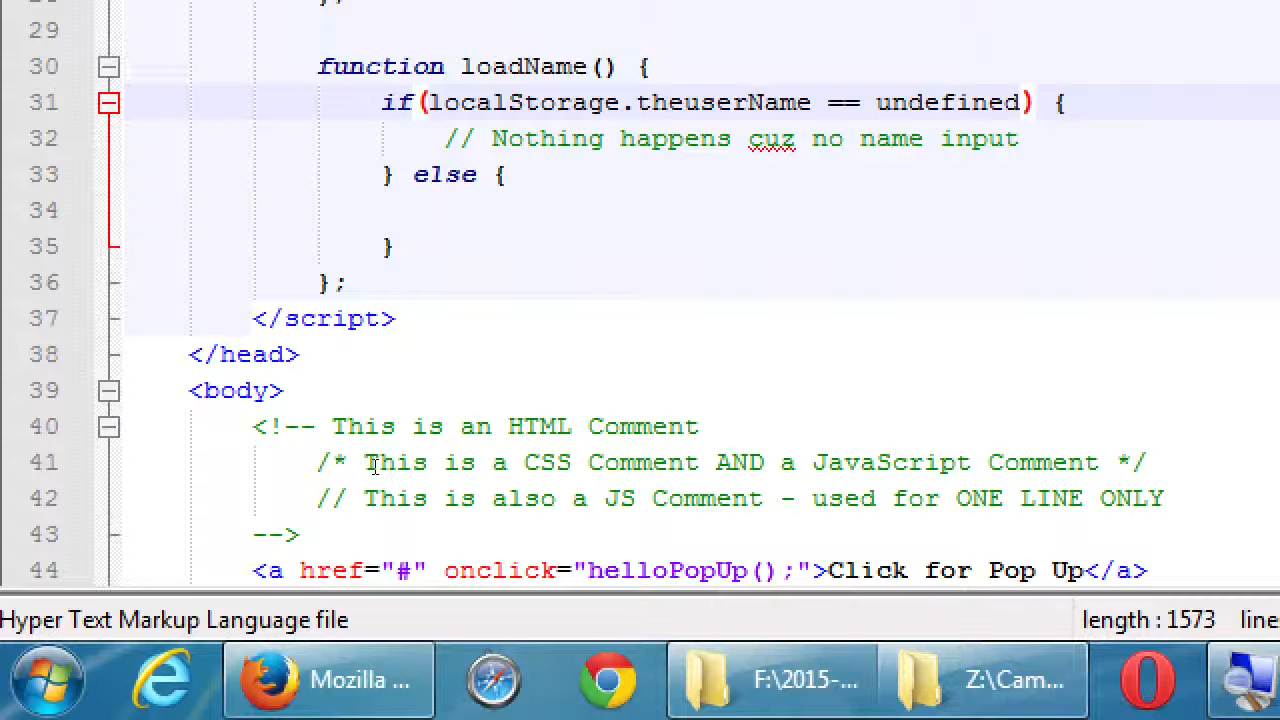 29
30 function loadName() {
31 if(localStorage.theuserName == undefined) {
32 // Nothing happens cuz no name input
33 } else {
34
35 }
36 };
37 </script>
38 </head>
39 <body>
40 <!-- This is an HTML Comment
41 /* This is a CSS Comment AND a JavaScript Comment */
42 // This is also a JS Comment - used for ONE LINE ONLY
43 -->
44 <a href="#" onclick="helloPopUp();">Click for Pop Up</a>
Hyper Text Markup Language file length : 1573 line
Mozilla ... F:\2015-... Z:\Cam...